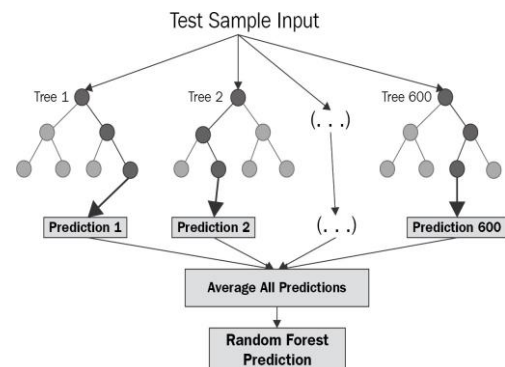 Test Sample Input
Tree 1
Tree 2
Tree 600
(. . .)
Prediction 1
Prediction 2
(. . .)
Prediction 600
Average All Predictions
Random Forest
Prediction